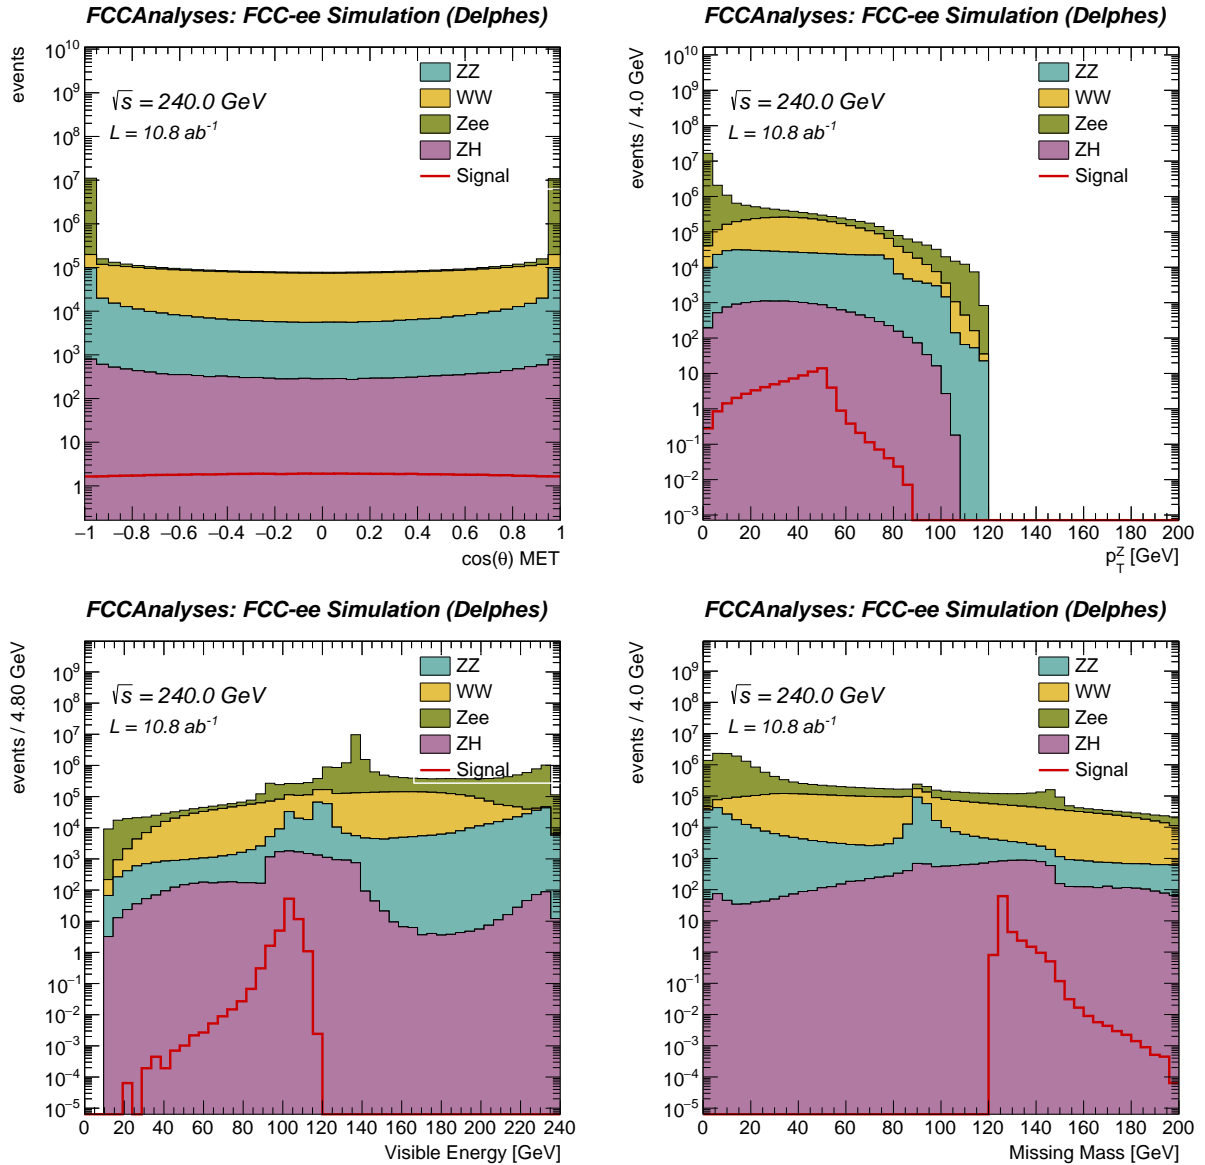 FCCAnalyses: FCC-ee Simulation (Delphes)
events
10^10
10^9
10^8
10^7
10^6
10^5
10^4
10^3
10^2
10
1
√s = 240.0 GeV
L = 10.8 ab^-1
ZZ
WW
Zee
ZH
Signal
−1 −0.8 −0.6 −0.4 −0.2 0 0.2 0.4 0.6 0.8 1
cos(θ) MET
FCCAnalyses: FCC-ee Simulation (Delphes)
events / 4.0 GeV
10^10
10^9
10^8
10^7
10^6
10^5
10^4
10^3
10^2
10
1
10^−1
10^−2
10^−3
√s = 240.0 GeV
L = 10.8 ab^-1
ZZ
WW
Zee
ZH
Signal
0 20 40 60 80 100 120 140 160 180 200
p_T^Z [GeV]
FCCAnalyses: FCC-ee Simulation (Delphes)
events / 4.80 GeV
10^9
10^8
10^7
10^6
10^5
10^4
10^3
10^2
10
1
10^−1
10^−2
10^−3
10^−4
10^−5
√s = 240.0 GeV
L = 10.8 ab^-1
ZZ
WW
Zee
ZH
Signal
0 20 40 60 80 100 120 140 160 180 200 220 240
Visible Energy [GeV]
FCCAnalyses: FCC-ee Simulation (Delphes)
events / 4.0 GeV
10^9
10^8
10^7
10^6
10^5
10^4
10^3
10^2
10
1
10^−1
10^−2
10^−3
10^−4
10^−5
√s = 240.0 GeV
L = 10.8 ab^-1
ZZ
WW
Zee
ZH
Signal
0 20 40 60 80 100 120 140 160 180 200
Missing Mass [GeV]